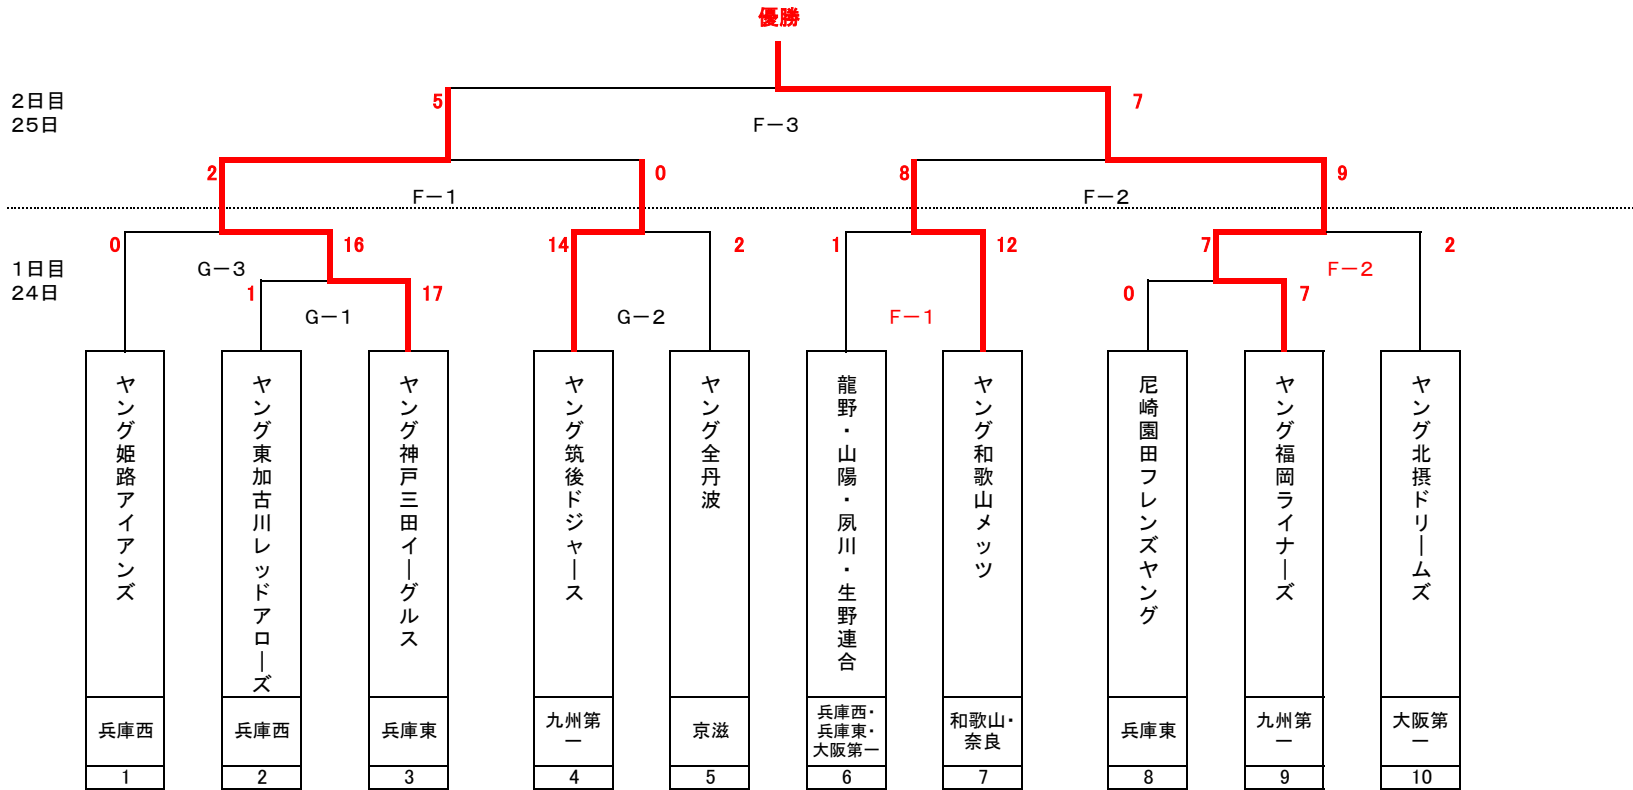 優勝
2日目
25日
5
7
F－3
2
0
8
9
F－1
F－2
0
16
14
2
1
12
7
2
1日目
24日
G－3
F－2
1
17
0
7
G－1
G－2
F－1
ヤング姫路アイアンズ
ヤング東加古川レッドアローズ
ヤング神戸三田イーグルス
ヤング筑後ドジャース
ヤング全丹波
龍野・山陽・夙川・生野連合
ヤング和歌山メッツ
尼崎園田フレンズヤング
ヤング福岡ライナーズ
ヤング北摂ドリームズ
兵庫西
兵庫西
兵庫東
九州第
一
京滋
兵庫西・
兵庫東・
大阪第一
和歌山・
奈良
兵庫東
九州第
一
大阪第
一
1
2
3
4
5
6
7
8
9
10